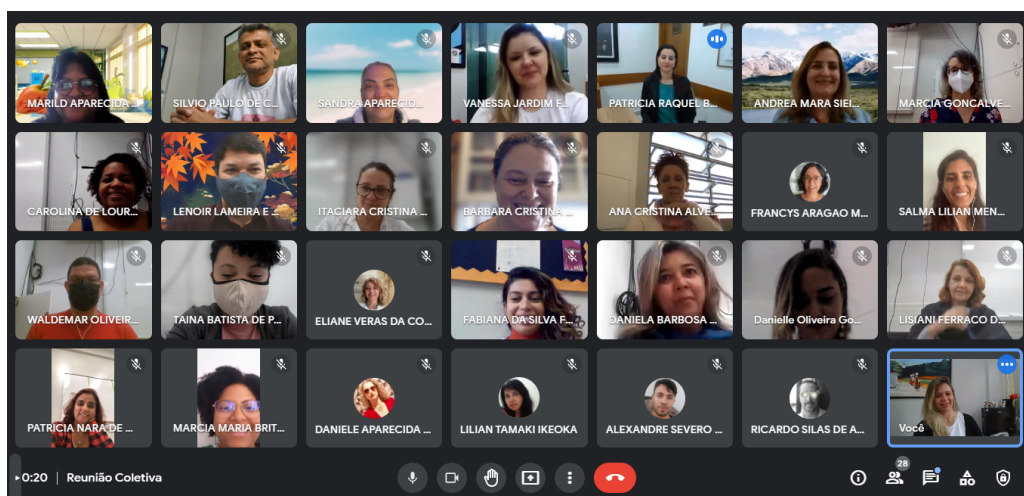 MARILD APARECIDA ...
SILVIO PAULO DE C...
SANDRA APARECID...
VANESSA JARDIM F...
PATRICIA RAQUEL B...
ANDREA MARA SIEI...
MARCIA GONCALVE...
CAROLINA DE LOUR...
LENOIR LAMEIRA E ...
ITACIARA CRISTINA ...
BARBARA CRISTINA ...
ANA CRISTINA ALVE...
FRANCYS ARAGAO M...
SALMA LILIAN MEN...
WALDEMAR OLIVEIR...
TAINA BATISTA DE P...
ELIANE VERAS DA CO...
FABIANA DA SILVA F...
DANIELA BARBOSA ...
Danielle Oliveira Go...
LISIANI FERRACO D...
PATRICIA NARA DE ...
MARCIA MARIA BRIT...
DANIELE APARECIDA ...
LILIAN TAMAKI IKEOKA
ALEXANDRE SEVERO ...
RICARDO SILAS DE A...
Você
0:20 | Reunião Coletiva
28